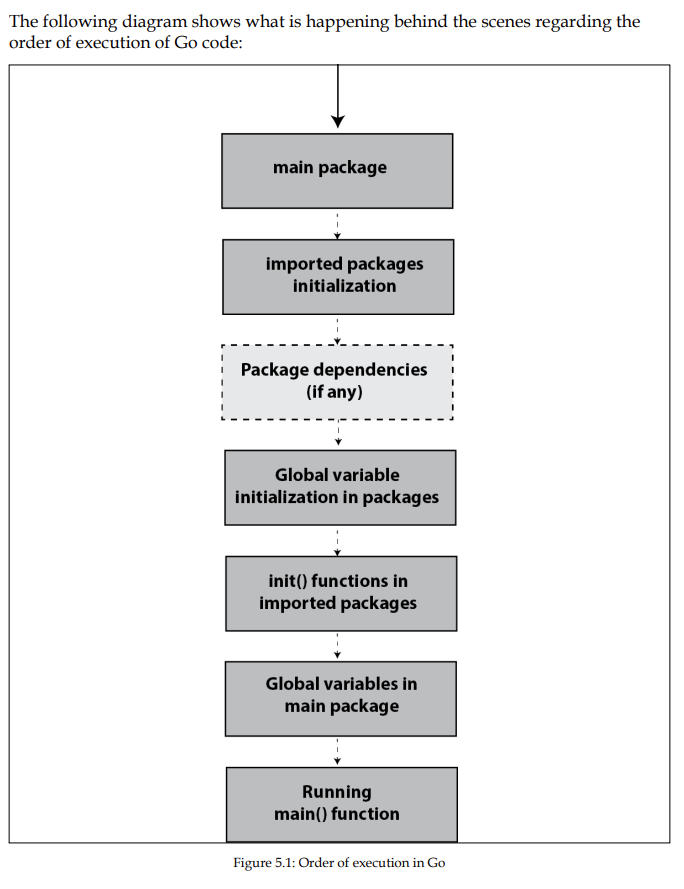 The following diagram shows what is happening behind the scenes regarding the
order of execution of Go code:
main package
imported packages
initialization
Package dependencies
(if any)
Global variable
initialization in packages
init() functions in
imported packages
Global variables in
main package
Running
main() function
Figure 5.1: Order of execution in Go